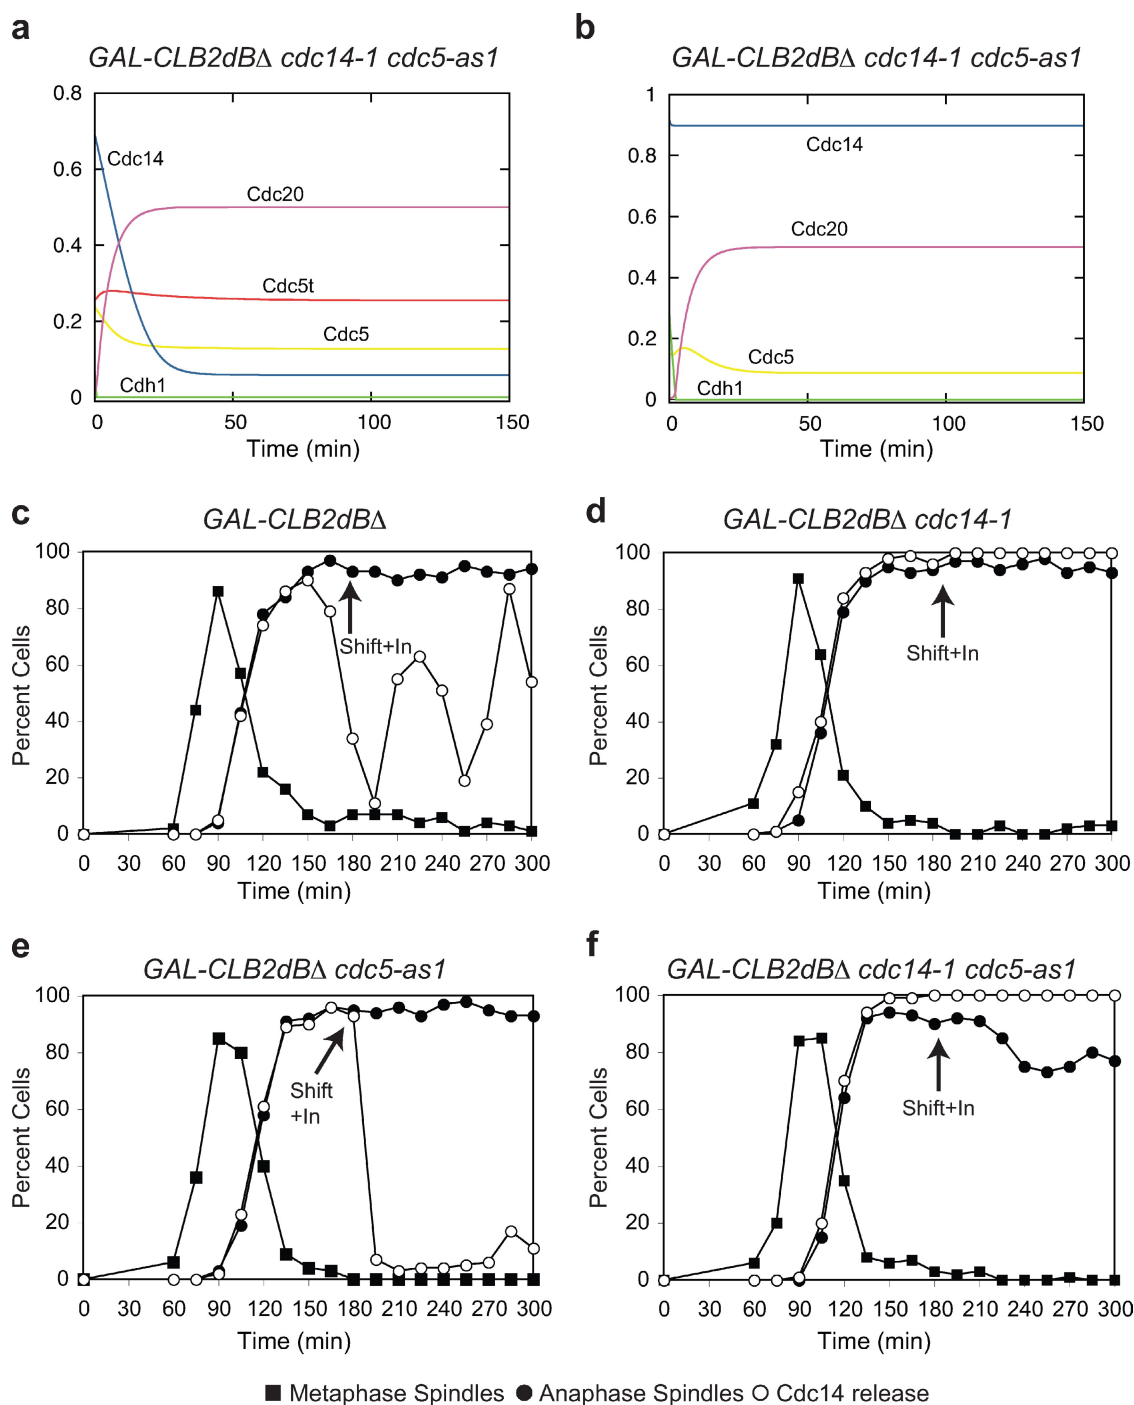 a
GAL-CLB2dBΔ cdc14-1 cdc5-as1
0.8
0.6
0.4
0.2
0
Cdc14
Cdc20
Cdc5t
Cdc5
Cdh1
0 50 100 150
Time (min)
b
GAL-CLB2dBΔ cdc14-1 cdc5-as1
1
0.8
0.6
0.4
0.2
0
Cdc14
Cdc20
Cdc5
Cdh1
0 50 100 150
Time (min)
c
GAL-CLB2dBΔ
Percent Cells
100
80
60
40
20
0
Shift+In
0 30 60 90 120 150 180 210 240 270 300
Time (min)
d
GAL-CLB2dBΔ cdc14-1
Percent Cells
100
80
60
40
20
0
Shift+In
0 30 60 90 120 150 180 210 240 270 300
Time (min)
e
GAL-CLB2dBΔ cdc5-as1
Percent Cells
100
80
60
40
20
0
Shift
+In
0 30 60 90 120 150 180 210 240 270 300
Time (min)
f
GAL-CLB2dBΔ cdc14-1 cdc5-as1
Percent Cells
100
80
60
40
20
0
Shift+In
0 30 60 90 120 150 180 210 240 270 300
Time (min)
Metaphase Spindles Anaphase Spindles Cdc14 release